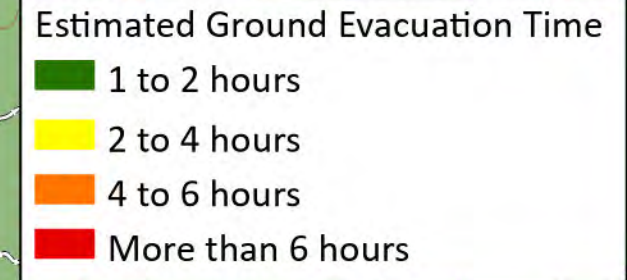 Estimated Ground Evacuation Time
1 to 2 hours
2 to 4 hours
4 to 6 hours
More than 6 hours